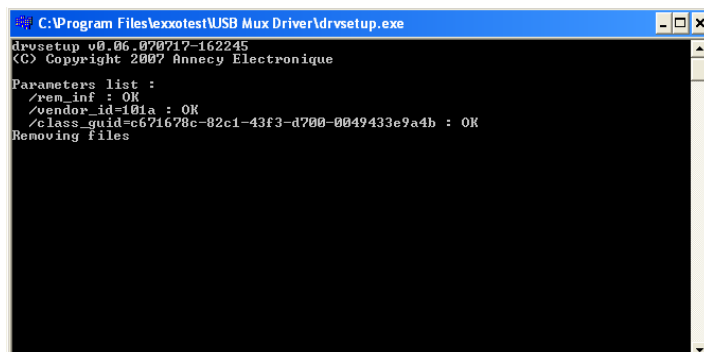 C:\Program Files\exxotest\USB Mux Driver\drvsetup.exe
drvsetup v0.06.070717-162245
(C) Copyright 2007 Annecy Electronique
Parameters list :
/rem_inf : OK
/vendor_id=101a : OK
/class_guid=c671678c-82c1-43f3-d700-0049433e9a4b : OK
Removing files